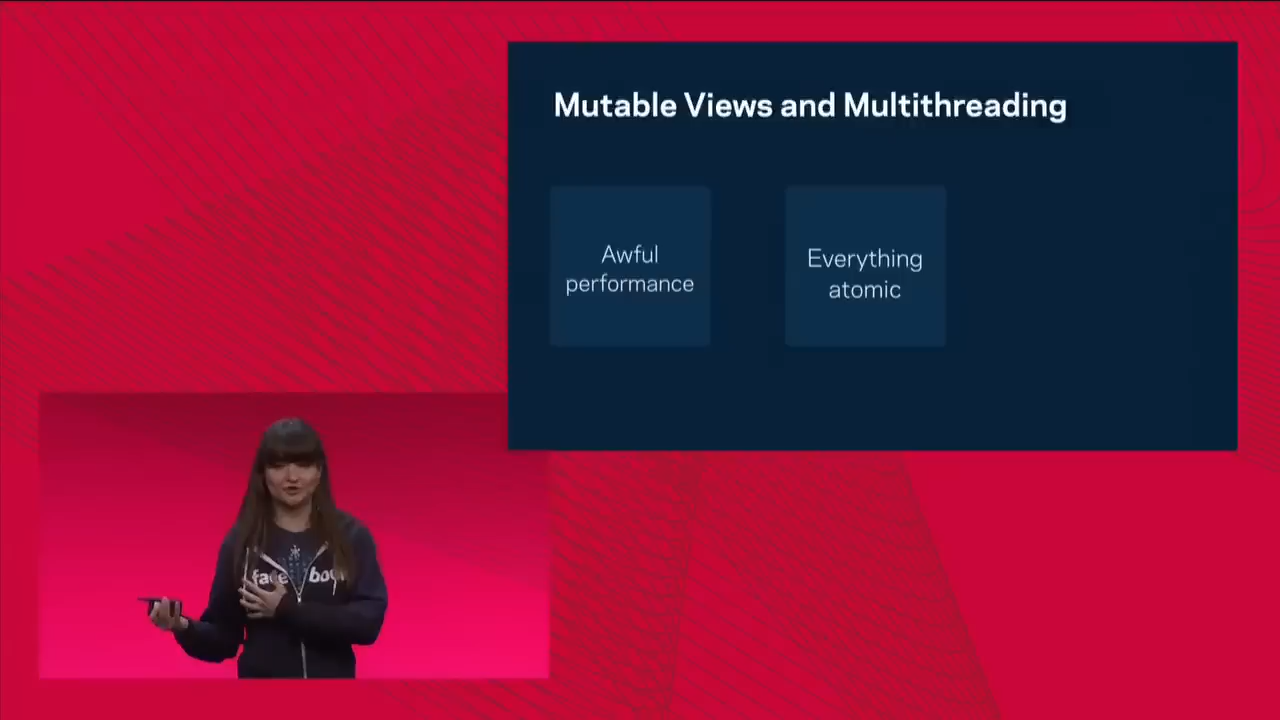 Mutable Views and Multithreading
Awful
performance
Everything
atomic